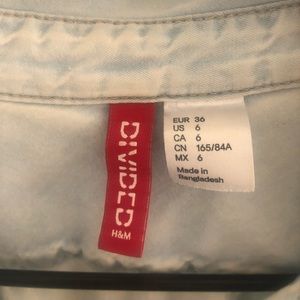 DIVIDED
H&M
EUR 36
US 6
CA 6
CN 165/84A
MX 6
Made in
Bangladesh